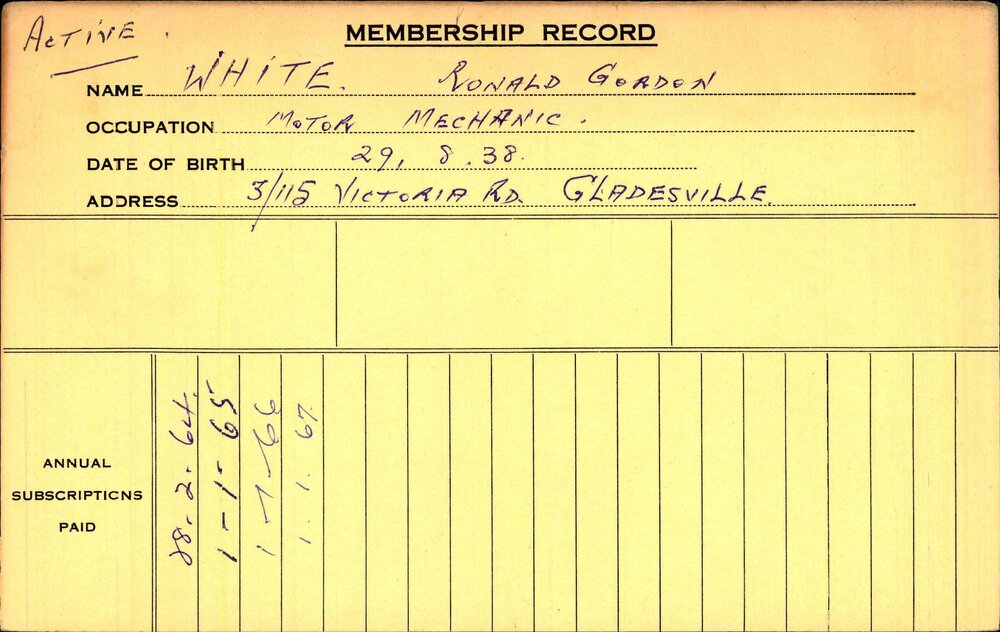 ACTIVE.
MEMBERSHIP RECORD
NAME WHITE. RONALD GORDON
OCCUPATION MOTOR MECHANIC.
DATE OF BIRTH 29. 8. 38.
ADDRESS 3/115 VICTORIA RD. GLADESVILLE.
ANNUAL
SUBSCRIPTIONS
PAID
28-2-64.
1-1-65
1-1-66
1.1.67.